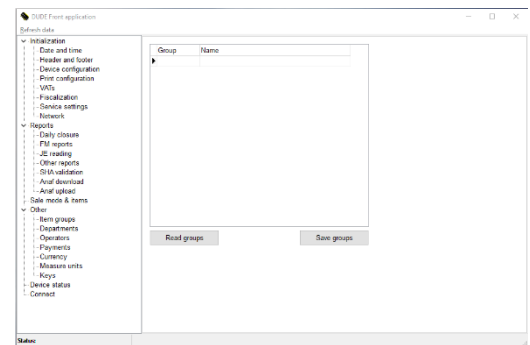 DUDE Front application
Refresh data
Initialization
Date and time
Header and footer
Device configuration
Print configuration
VATs
Fiscalization
Service settings
Network
Reports
Daily closure
FM reports
JE reading
Other reports
SHA validation
Anaf download
Anaf upload
Sale mode & items
Other
Item groups
Departments
Operators
Payments
Currency
Measure units
Keys
Device status
Connect
Group Name
Read groups Save groups
Status: